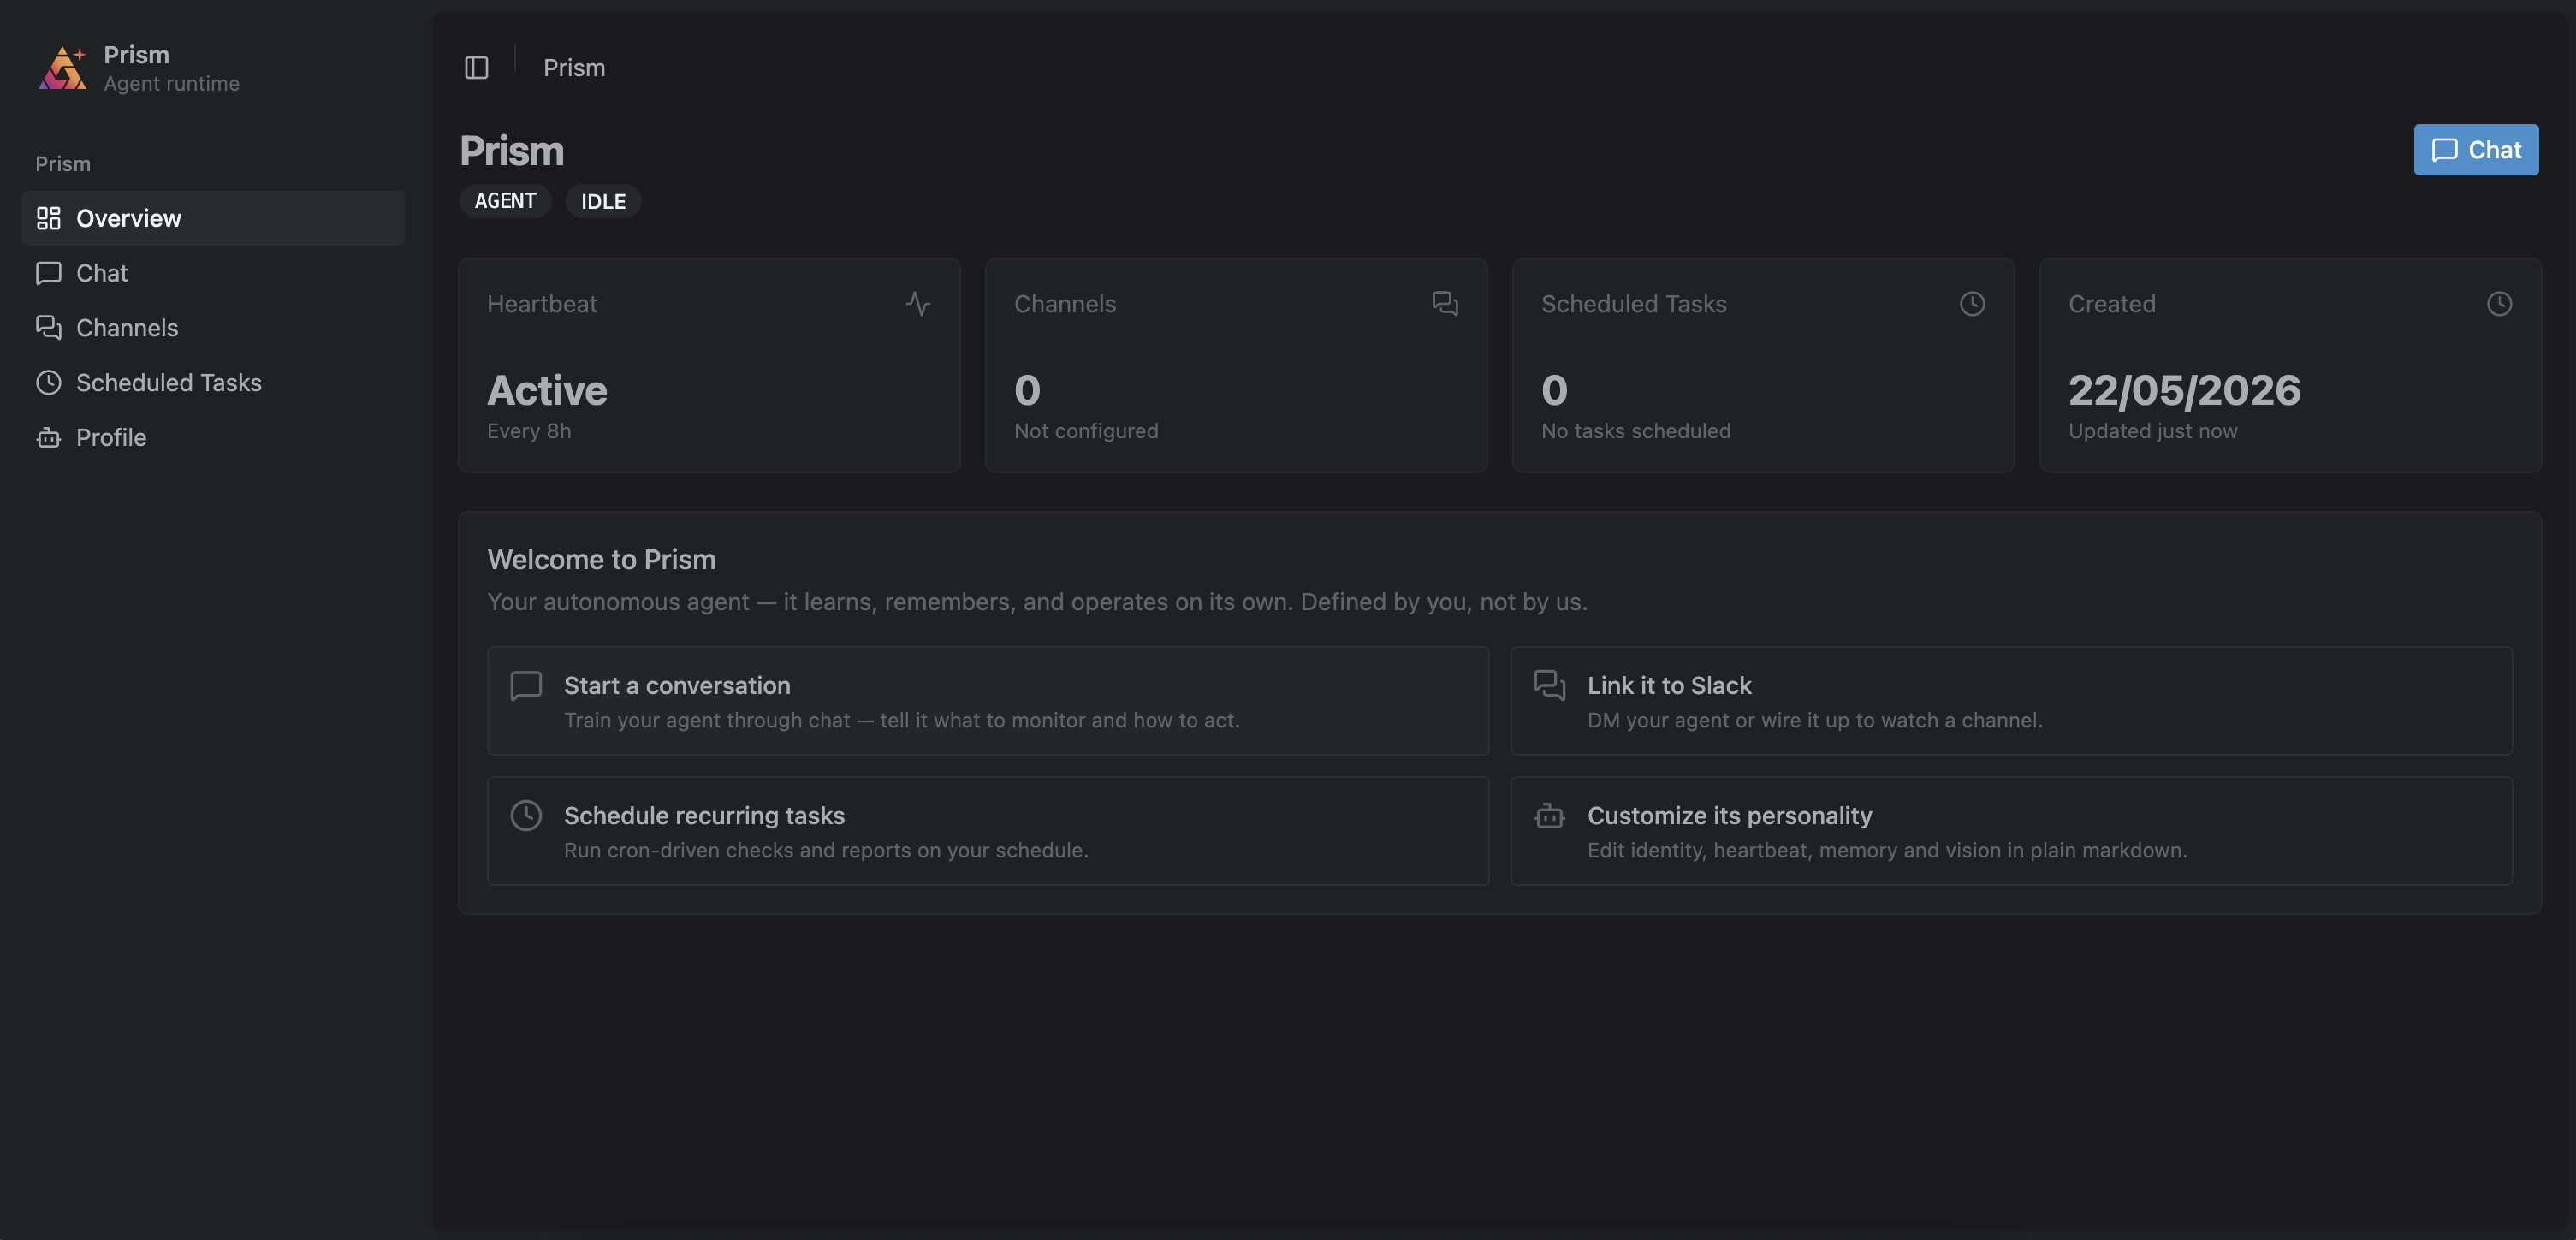 Prism
Agent runtime
Prism
Overview
Chat
Channels
Scheduled Tasks
Profile
Prism
Prism
AGENT
IDLE
Chat
Heartbeat
Active
Every 8h
Channels
0
Not configured
Scheduled Tasks
0
No tasks scheduled
Created
22/05/2026
Updated just now
Welcome to Prism
Your autonomous agent — it learns, remembers, and operates on its own. Defined by you, not by us.
Start a conversation
Train your agent through chat — tell it what to monitor and how to act.
Link it to Slack
DM your agent or wire it up to watch a channel.
Schedule recurring tasks
Run cron-driven checks and reports on your schedule.
Customize its personality
Edit identity, heartbeat, memory and vision in plain markdown.